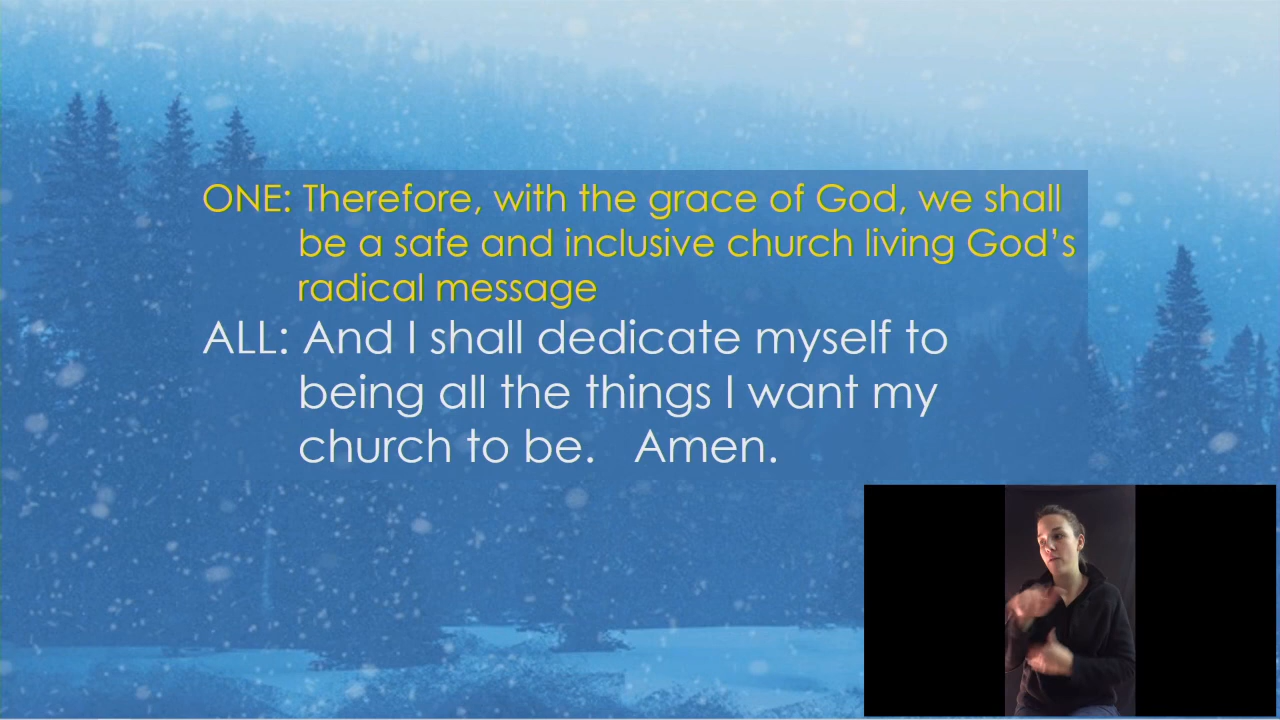 ONE: Therefore, with the grace of God, we shall
be a safe and inclusive church living God’s
radical message
ALL: And I shall dedicate myself to
being all the things I want my
church to be. Amen.